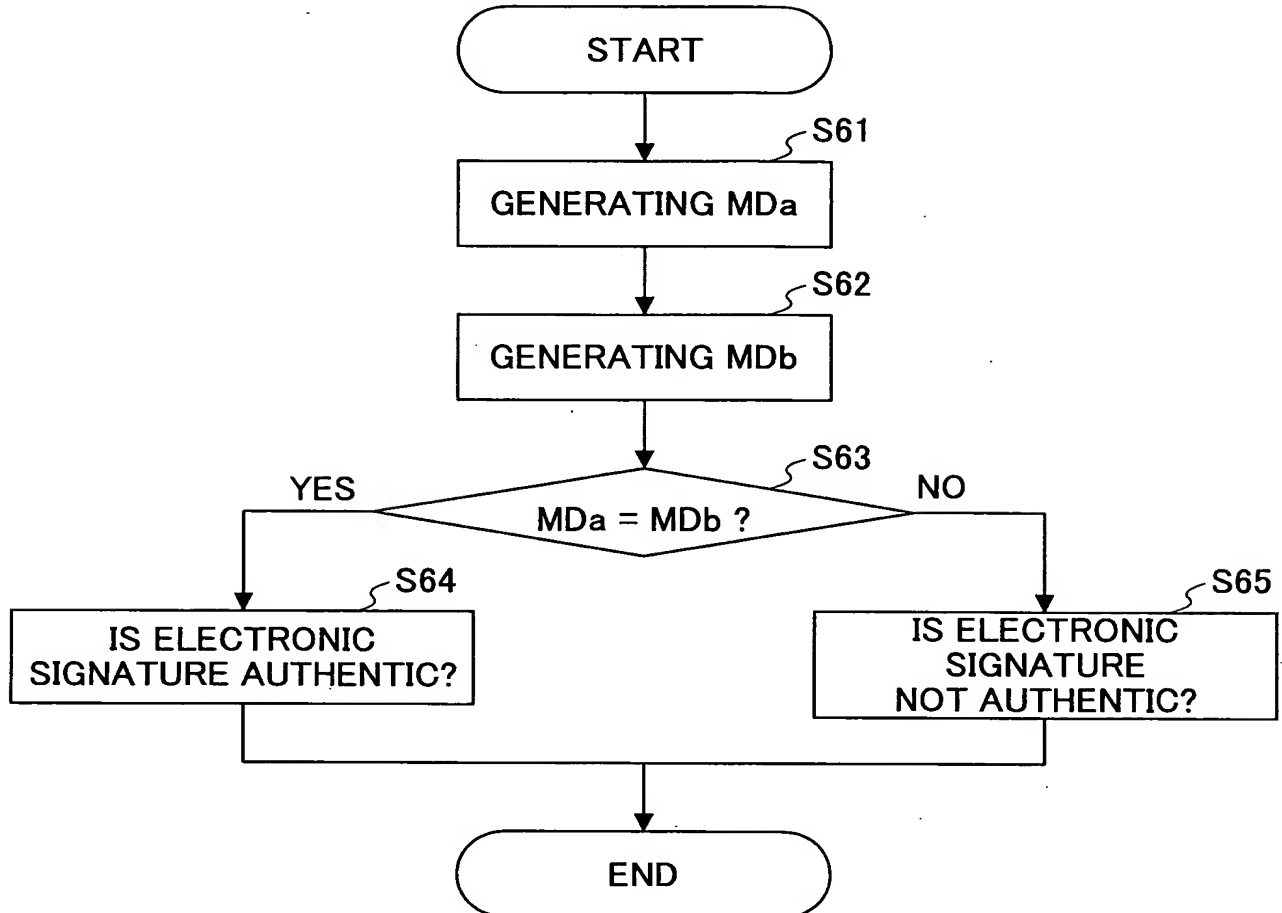 START
S61
GENERATING MDa
S62
GENERATING MDb
S63
YES
NO
MDa = MDb ?
S64
IS ELECTRONIC
SIGNATURE AUTHENTIC?
S65
IS ELECTRONIC
SIGNATURE
NOT AUTHENTIC?
END